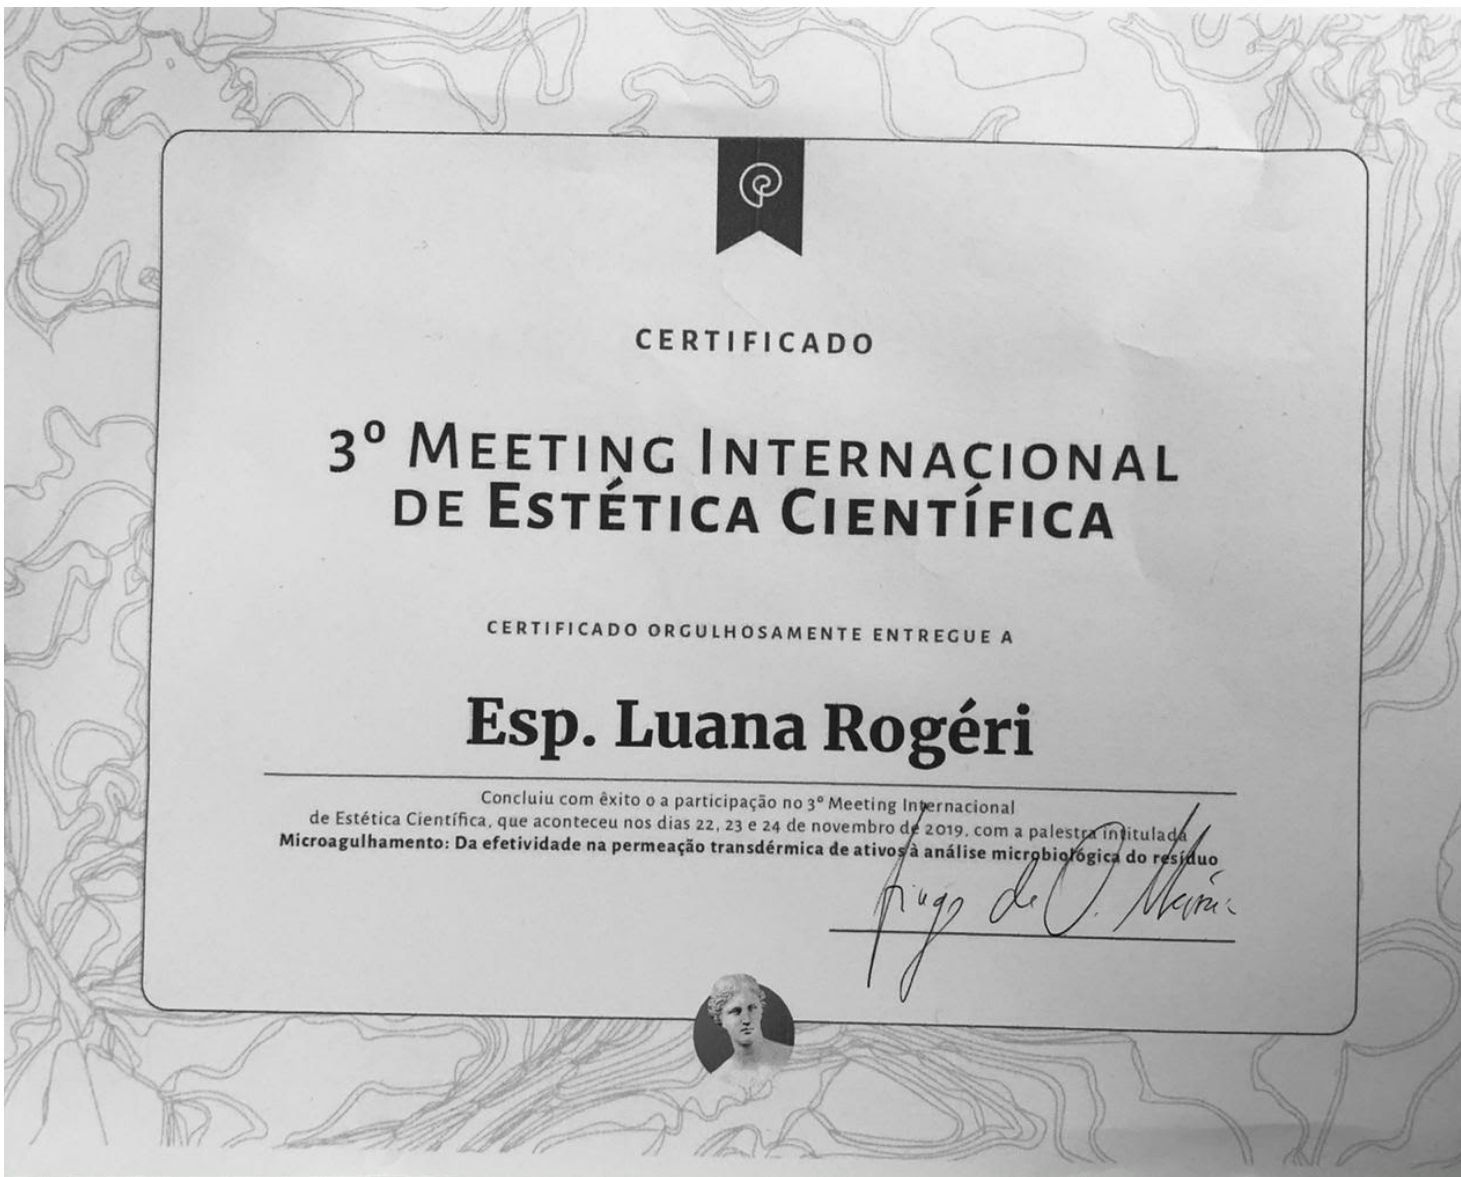 CERTIFICADO
3º MEETING INTERNACIONAL
DE ESTÉTICA CIENTÍFICA
CERTIFICADO ORGULHOSAMENTE ENTREGUE A
Esp. Luana Rogéri
Concluiu com êxito o a participação no 3º Meeting Internacional
de Estética Científica, que aconteceu nos dias 22, 23 e 24 de novembro de 2019, com a palestra intitulada
Microagulhamento: Da efetividade na permeação transdérmica de ativos à análise microbiológica do resíduo
de O.